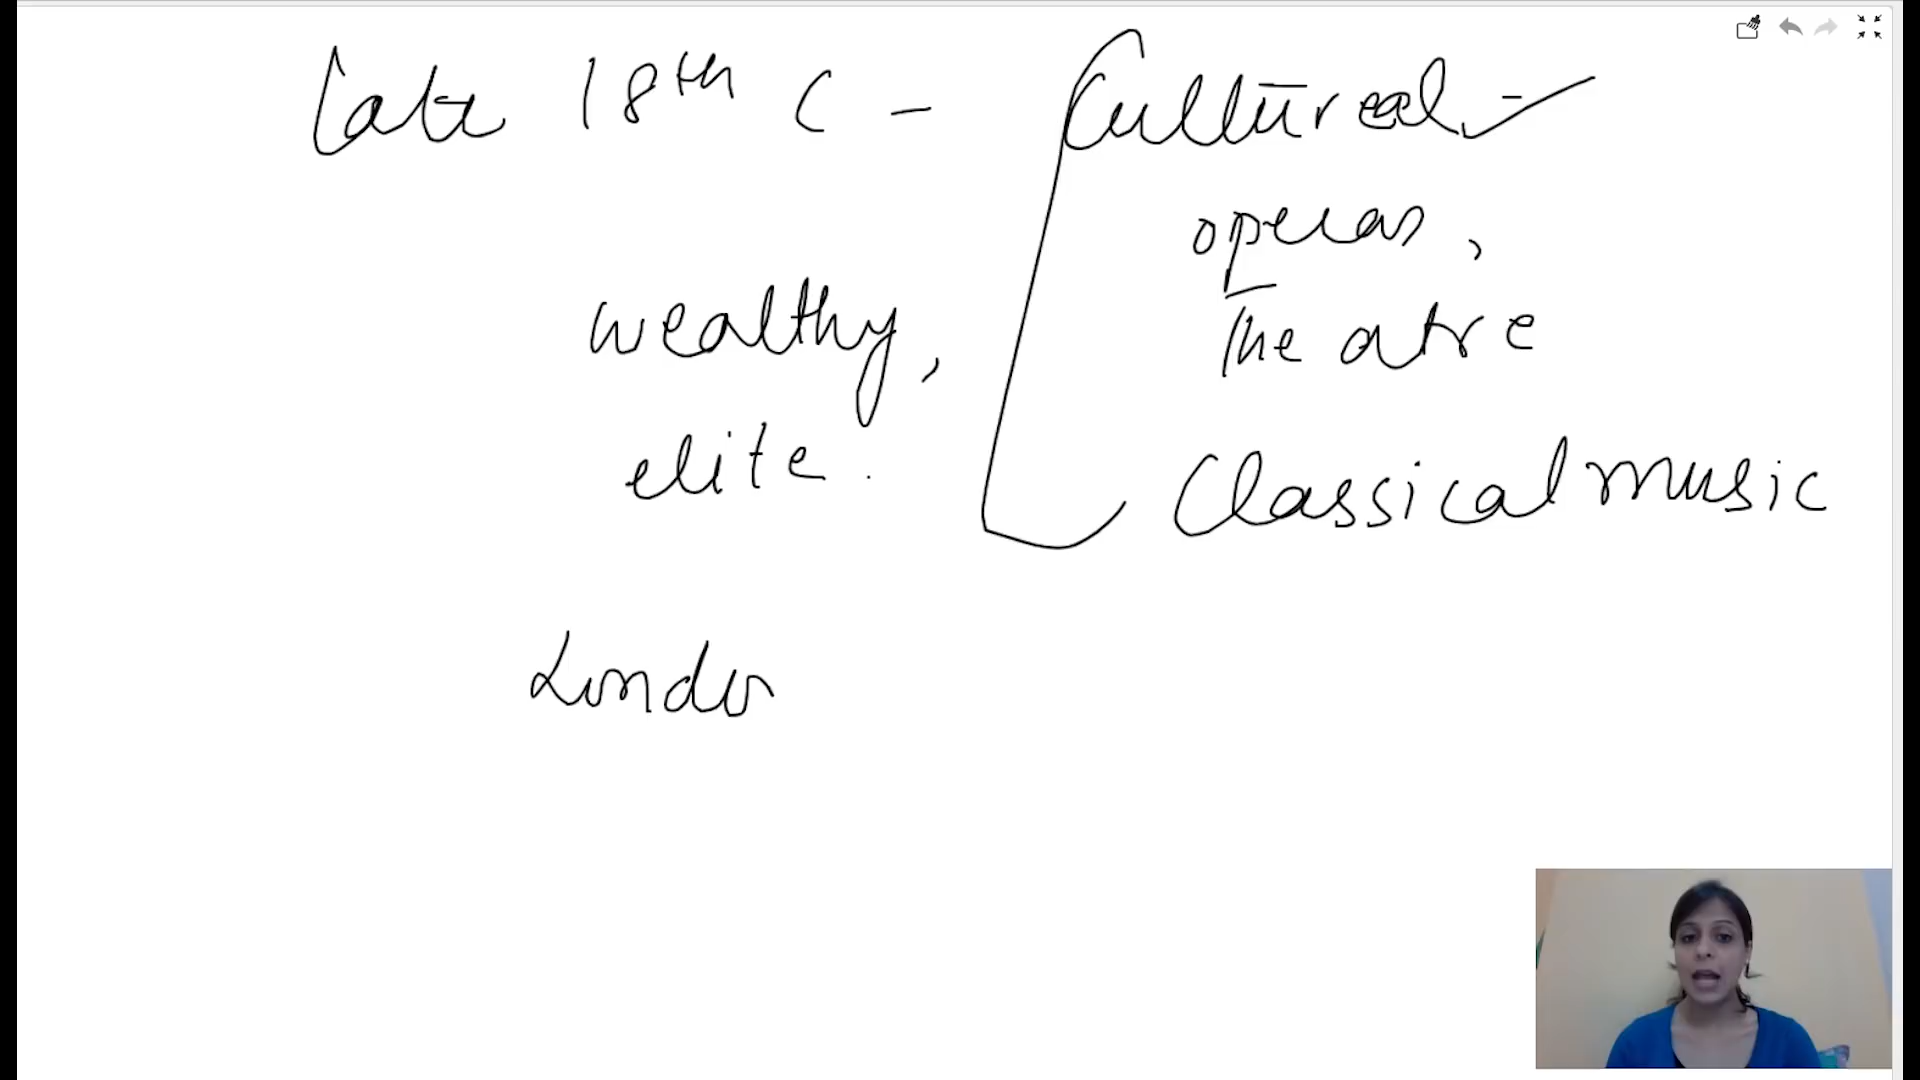 Late 18th C - Cultural -
operas,
wealthy,
Theatre
elite.
Classical music
London